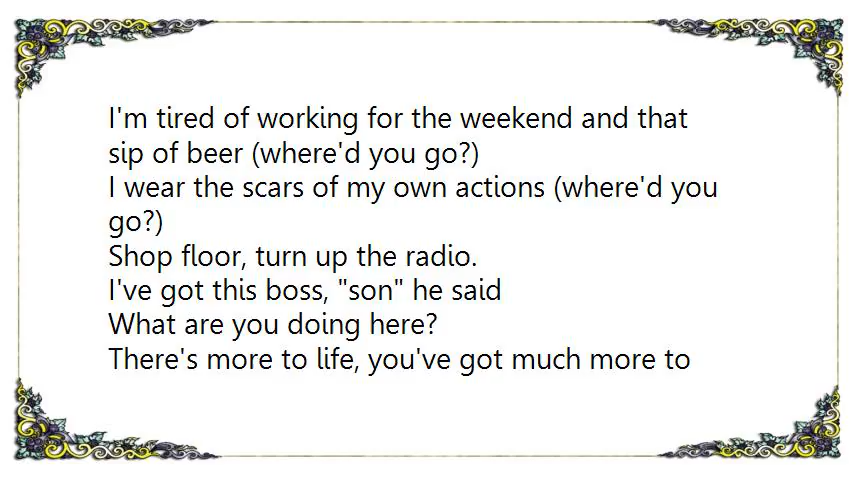 I'm tired of working for the weekend and that
sip of beer (where'd you go?)
I wear the scars of my own actions (where'd you
go?)
Shop floor, turn up the radio.
I've got this boss, "son" he said
What are you doing here?
There's more to life, you've got much more to